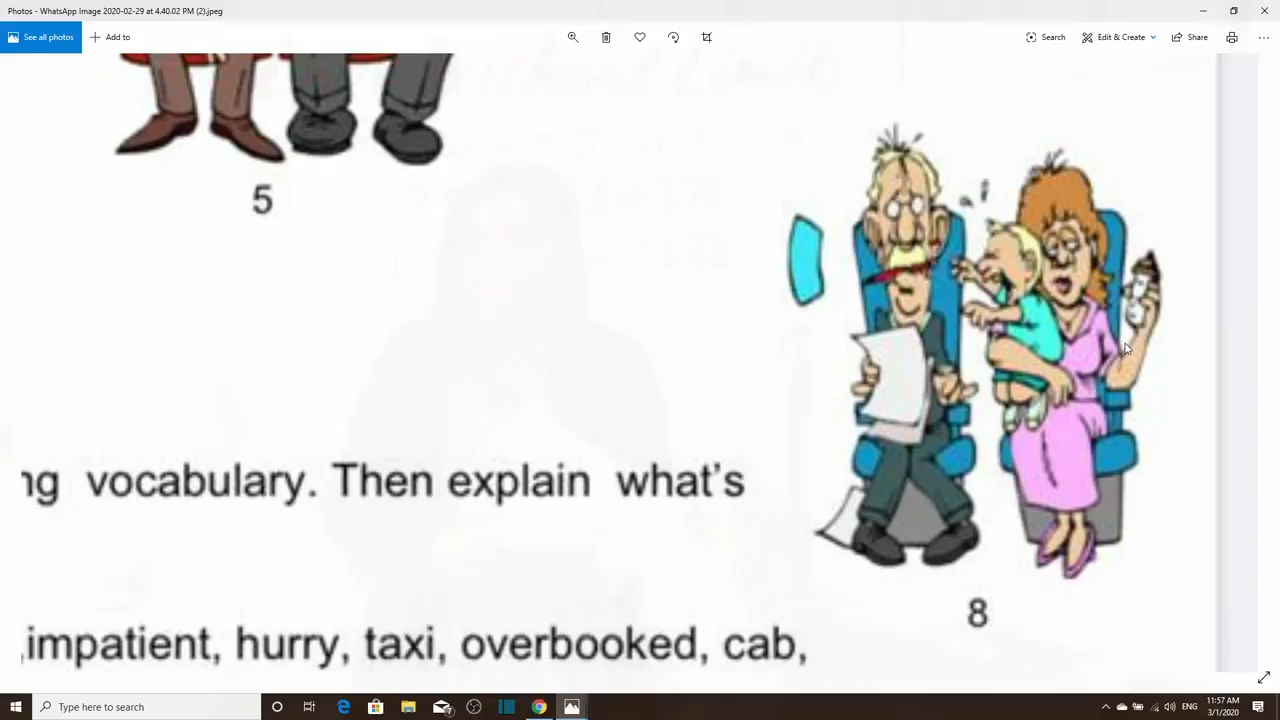 Photos - WhatsApp Image 2020-02-29 at 4.40.02 PM (2).jpeg
See all photos
Add to
Search
Edit & Create
Share
5
vocabulary. Then explain what's
8
impatient, hurry, taxi, overbooked, cab,
Type here to search
ENG
11:57 AM
3/1/2020